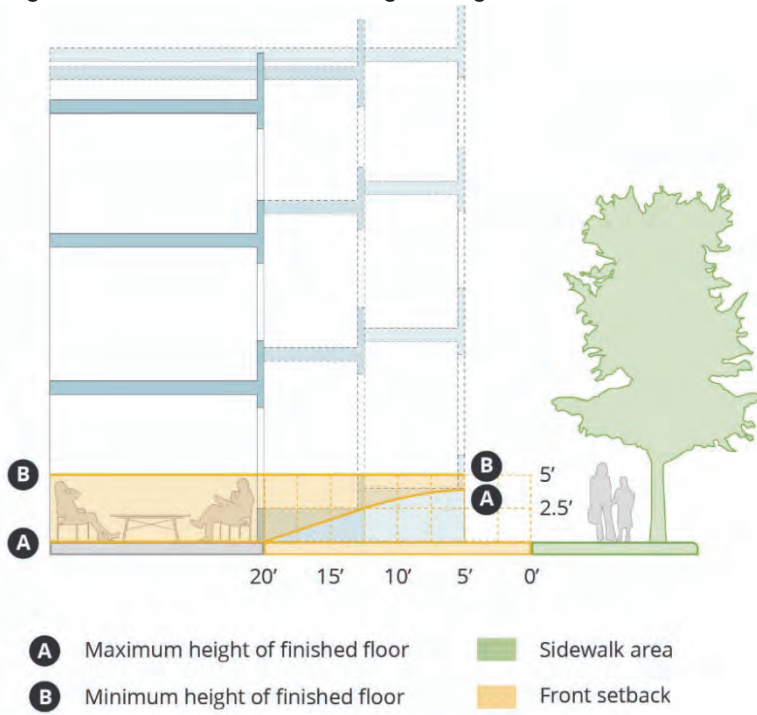 B
B
5'
A
2.5'
A
20'
15'
10'
5'
0'
A Maximum height of finished floor
Sidewalk area
B Minimum height of finished floor
Front setback